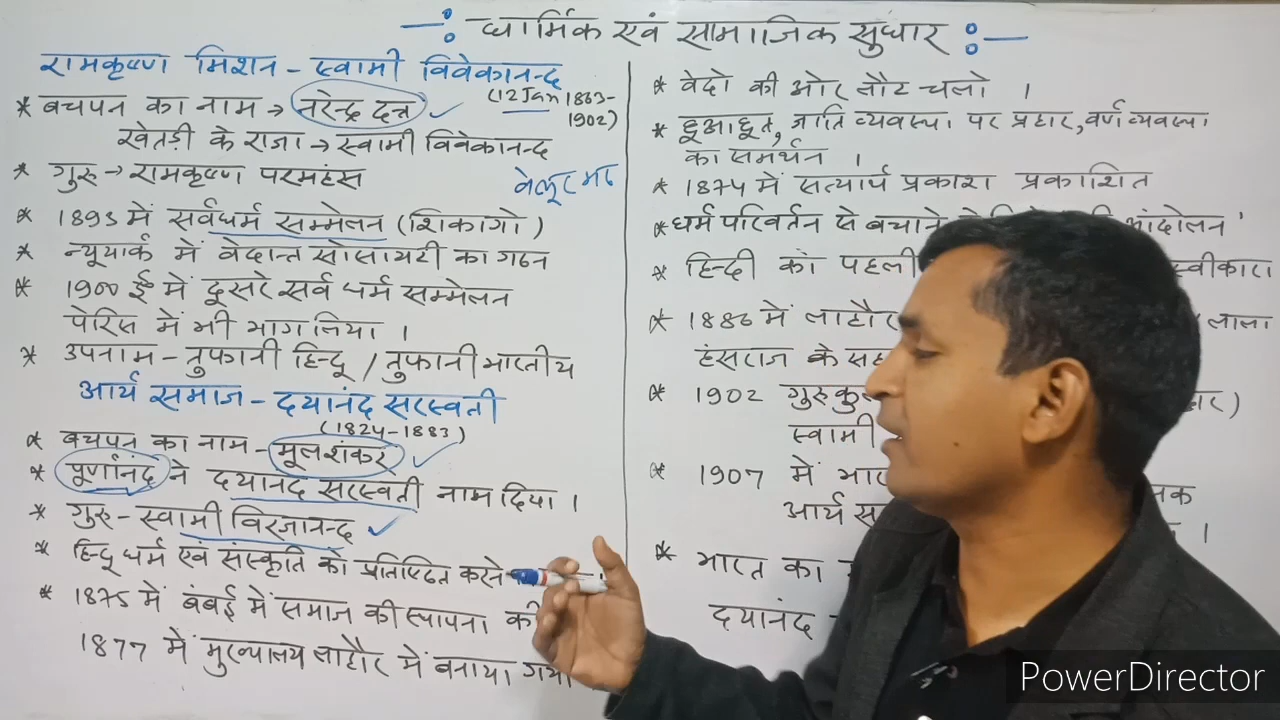 धार्मिक एवं सामाजिक सुधार
रामकृष्ण मिशन - स्वामी विवेकानन्द
(12 Jan 1863-
1902)
* बचपन का नाम → नरेन्द्र दत्त
खेतड़ी के राजा → स्वामी विवेकानन्द
* गुरु → रामकृष्ण परमहंस
वेलूर मठ
* 1893 में सर्वधर्म सम्मेलन (शिकागो)
* न्यूयार्क में वेदान्त सोसायटी का गठन
* 1900 ई॰ में दूसरे सर्व धर्म सम्मेलन
पेरिस में भी भाग लिया ।
* उपनाम - तुफानी हिन्दू / तुफानी भारतीय
आर्य समाज - दयानंद सरस्वती
(1824-1883)
* बचपन का नाम - मूलशंकर
* पूर्णानंद ने दयानंद सरस्वती नाम दिया ।
* गुरु - स्वामी विरजानन्द
* हिन्दू धर्म एवं संस्कृति को प्रतिष्ठित करने
* 1875 में बंबई में समाज की स्थापना की
1877 में मुख्यालय लाहौर में बनाया गया
* वेदो की ओर लौट चलो ।
* छूआछूत, जाति व्यवस्था पर प्रहार, वर्ण व्यवस्था
का समर्थन ।
* 1874 में सत्यार्थ प्रकाश प्रकाशित
* धर्म परिवर्तन से बचाने आंदोलन
* हिन्दी को पहली स्वीकारा
* 1886 में लाहौर लाला
हंसराज के
* 1902
स्वामी
* 1907 में
आर्य
* भारत का
दयानंद
PowerDirector